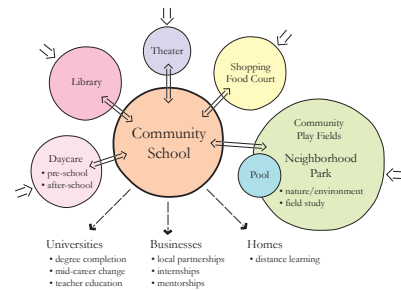 Theater
Library
Shopping
Food Court
Community
School
Daycare
• pre-school
• after-school
Community
Play Fields
Neighborhood
Park
Pool
• nature/environment
• field study
Universities
• degree completion
• mid-career change
• teacher education
Businesses
• local partnerships
• internships
• mentorships
Homes
• distance learning